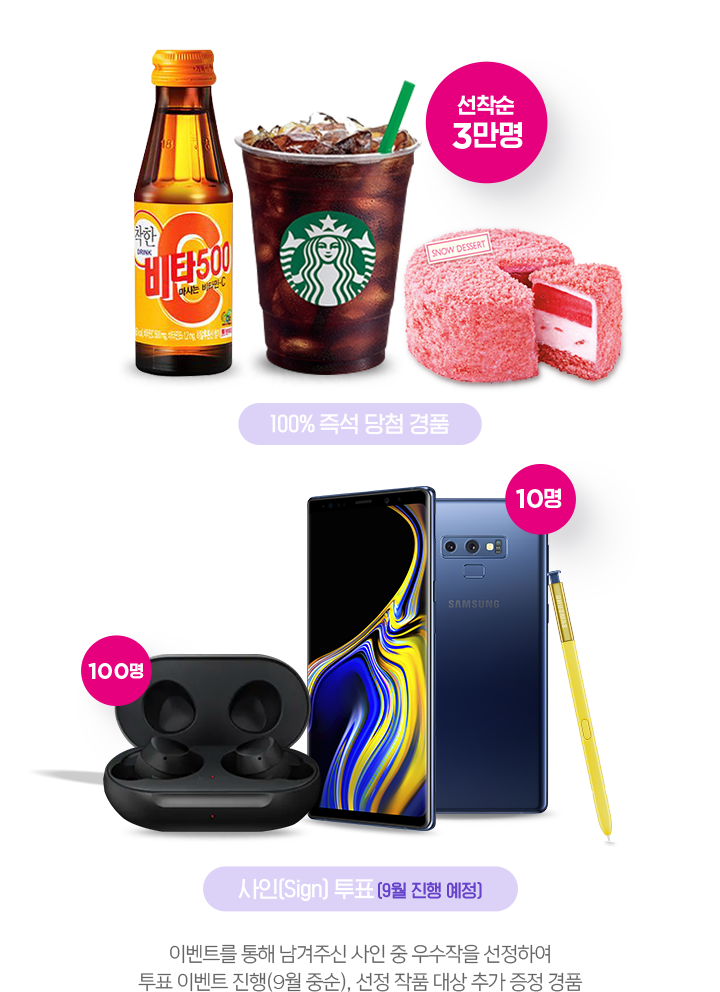 선착순
3만명
착한
DRINK
비타500
마시는 비타민-C
SNOW DESSERT
100% 즉석 당첨 경품
10명
SAMSUNG
100명
사인(Sign) 투표 (9월 진행 예정)
이벤트를 통해 남겨주신 사인 중 우수작을 선정하여
투표 이벤트 진행(9월 중순), 선정 작품 대상 추가 증정 경품